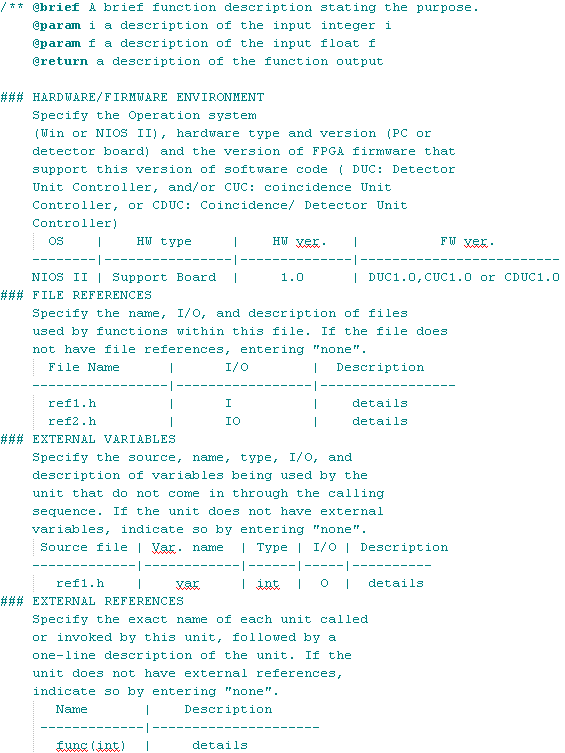 /** @brief A brief function description stating the purpose.
@param i a description of the input integer i
@param f a description of the input float f
@return a description of the function output
### HARDWARE/FIRMWARE ENVIRONMENT
Specify the Operation system
(Win or NIOS II), hardware type and version (PC or
detector board) and the version of FPGA firmware that
support this version of software code ( DUC: Detector
Unit Controller, and/or CUC: coincidence Unit
Controller, or CDUC: Coincidence/ Detector Unit
Controller)
OS | HW type | HW ver. | FW ver.
--------|----------------|--------------|-------------------------
NIOS II | Support Board | 1.0 | DUC1.0,CUC1.0 or CDUC1.0
### FILE REFERENCES
Specify the name, I/O, and description of files
used by functions within this file. If the file does
not have file references, entering "none".
File Name | I/O | Description
-----------------|-----------------|-----------------
ref1.h | I | details
ref2.h | IO | details
### EXTERNAL VARIABLES
Specify the source, name, type, I/O, and
description of variables being used by the
unit that do not come in through the calling
sequence. If the unit does not have external
variables, indicate so by entering "none".
Source file | Var. name | Type | I/O | Description
-------------|------------|------|-----|----------
ref1.h | var | int | O | details
### EXTERNAL REFERENCES
Specify the exact name of each unit called
or invoked by this unit, followed by a
one-line description of the unit. If the
unit does not have external references,
indicate so by entering "none".
Name | Description
-------------|---------------------
func(int) | details